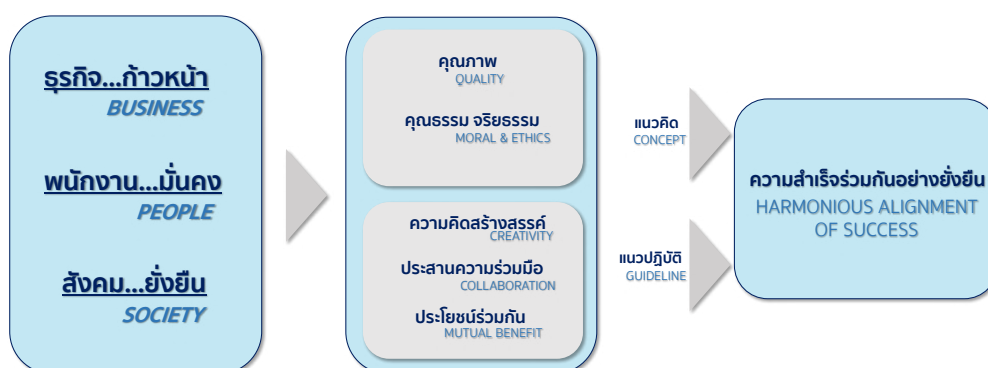 ธุรกิจ...ก้าวหน้า
BUSINESS
พนักงาน...มั่นคง
PEOPLE
สังคม...ยั่งยืน
SOCIETY
คุณภาพ
QUALITY
คุณธรรม จริยธรรม
MORAL & ETHICS
ความคิดสร้างสรรค์
CREATIVITY
ประสานความร่วมมือ
COLLABORATION
ประโยชน์ร่วมกัน
MUTUAL BENEFIT
แนวคิด
CONCEPT
แนวปฏิบัติ
GUIDELINE
ความสำเร็จร่วมกันอย่างยั่งยืน
HARMONIOUS ALIGNMENT
OF SUCCESS